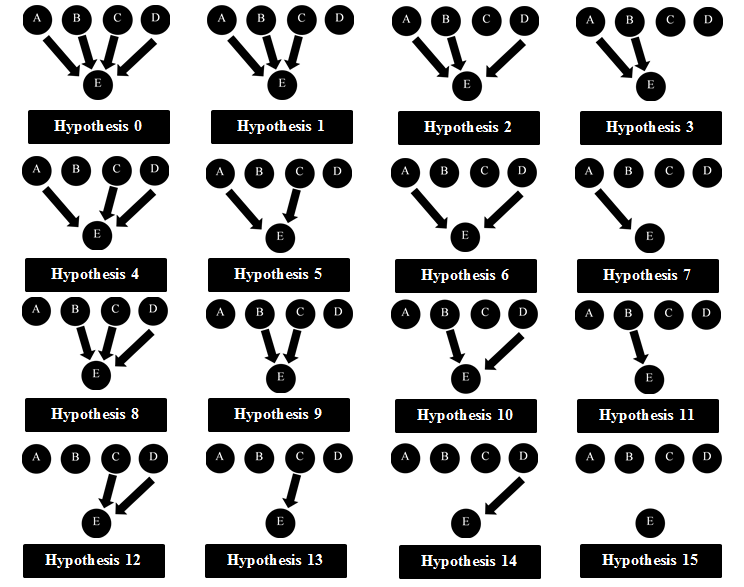 A B C D A B C D A B C D A B C D
E E E E
Hypothesis 0 Hypothesis 1 Hypothesis 2 Hypothesis 3
A B C D A B C D A B C D A B C D
E E E E
Hypothesis 4 Hypothesis 5 Hypothesis 6 Hypothesis 7
A B C D A B C D A B C D A B C D
E E E E
Hypothesis 8 Hypothesis 9 Hypothesis 10 Hypothesis 11
A B C D A B C D A B C D A B C D
E E E E
Hypothesis 12 Hypothesis 13 Hypothesis 14 Hypothesis 15